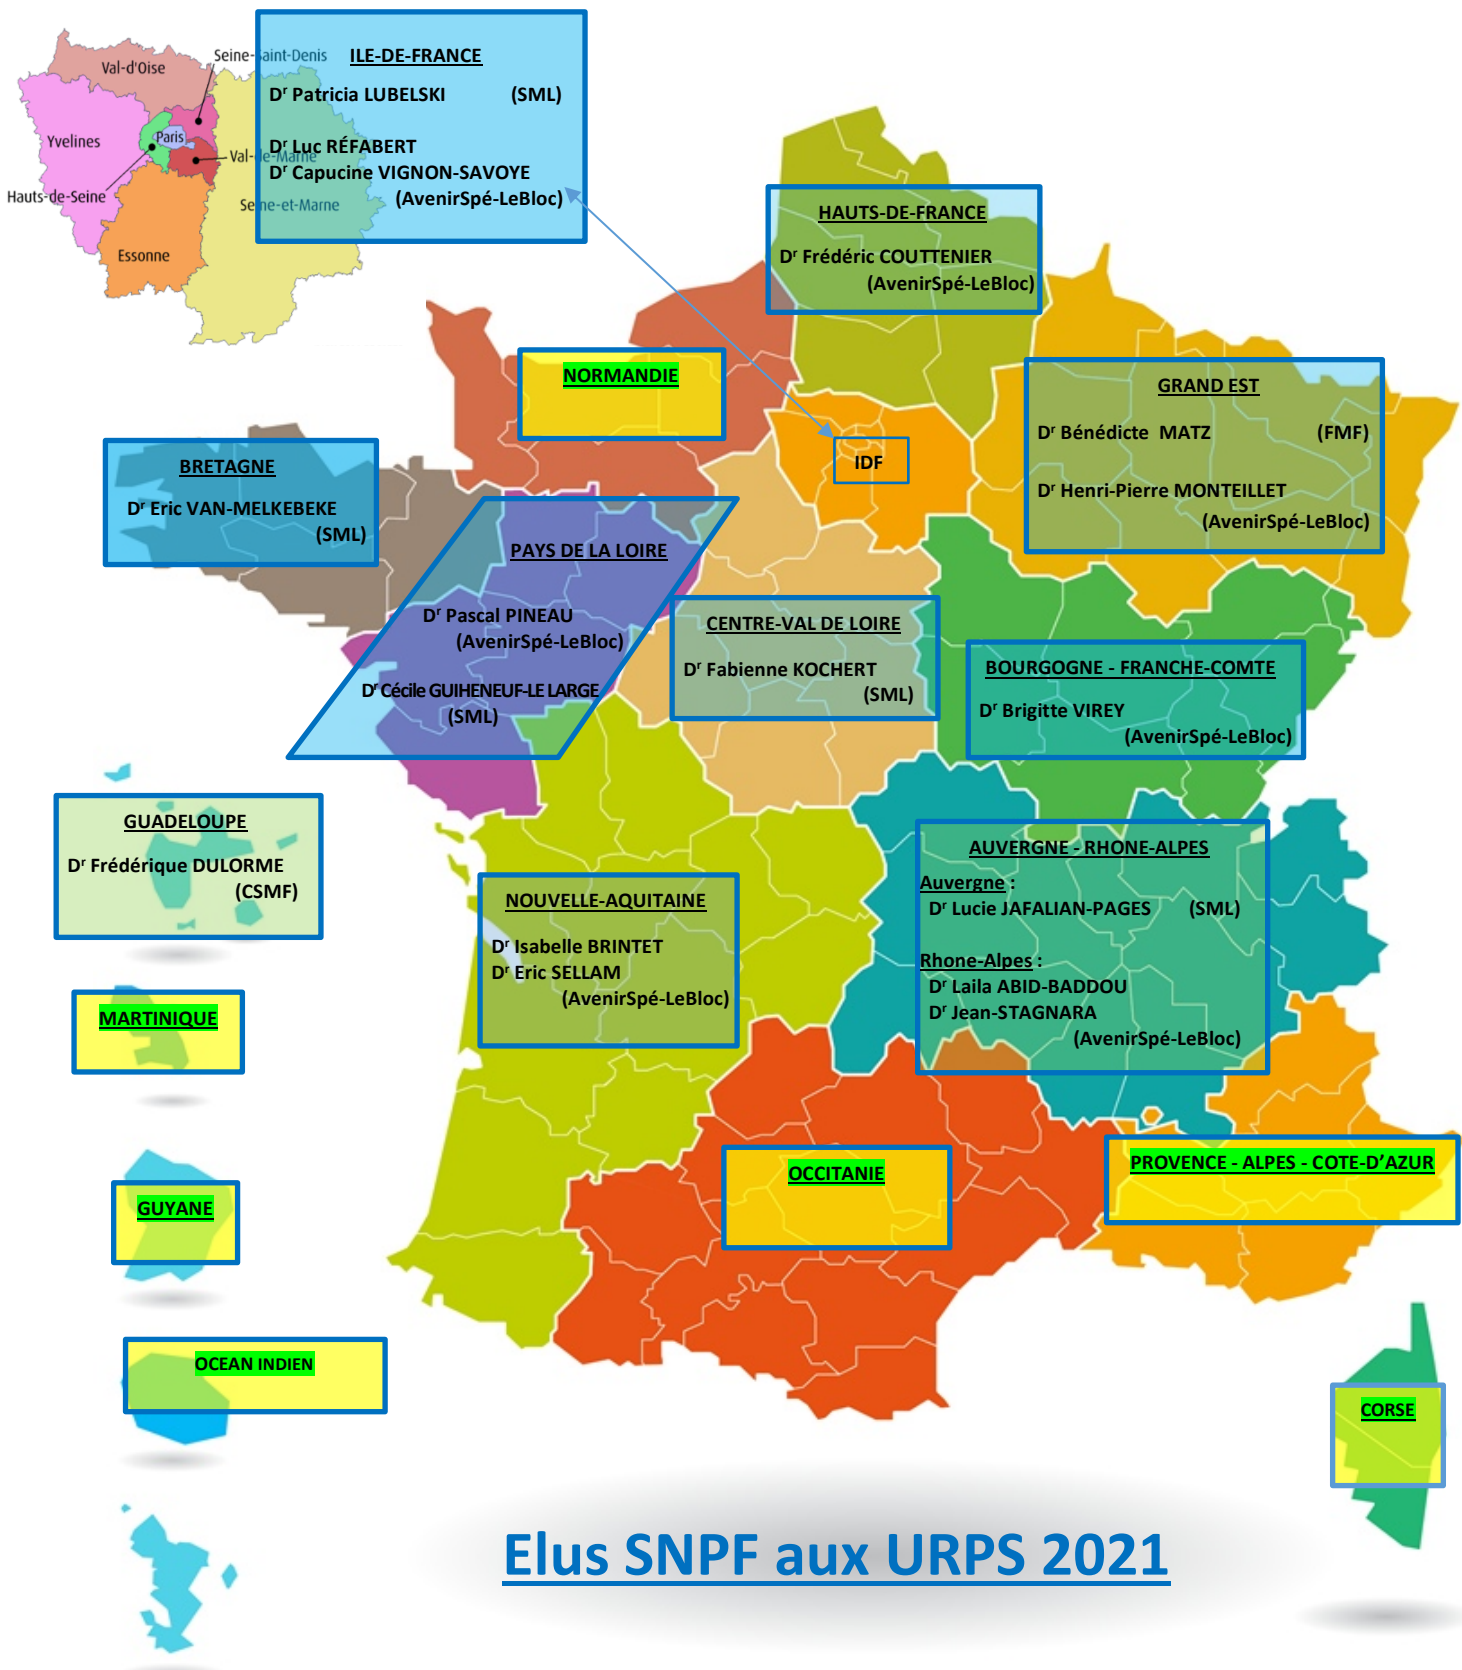 Seine-Saint-Denis
Val-d'Oise
Yvelines
Paris
Val-de-Marne
Hauts-de-Seine
Seine-et-Marne
Essonne
ILE-DE-FRANCE
Dr Patricia LUBELSKI (SML)
Dr Luc RÉFABERT
Dr Capucine VIGNON-SAVOYE
(AvenirSpé-LeBloc)
HAUTS-DE-FRANCE
Dr Frédéric COUTTENIER
(AvenirSpé-LeBloc)
NORMANDIE
GRAND EST
Dr Bénédicte MATZ (FMF)
Dr Henri-Pierre MONTEILLET
(AvenirSpé-LeBloc)
IDF
BRETAGNE
Dr Eric VAN-MELKEBEKE
(SML)
PAYS DE LA LOIRE
Dr Pascal PINEAU
(AvenirSpé-LeBloc)
Dr Cécile GUIHENEUF-LE LARGE
(SML)
CENTRE-VAL DE LOIRE
Dr Fabienne KOCHERT
(SML)
BOURGOGNE - FRANCHE-COMTE
Dr Brigitte VIREY
(AvenirSpé-LeBloc)
GUADELOUPE
Dr Frédérique DULORME
(CSMF)
NOUVELLE-AQUITAINE
Dr Isabelle BRINTET
Dr Eric SELLAM
(AvenirSpé-LeBloc)
AUVERGNE - RHONE-ALPES
Auvergne :
Dr Lucie JAFALIAN-PAGES (SML)
Rhone-Alpes :
Dr Laila ABID-BADDOU
Dr Jean-STAGNARA
(AvenirSpé-LeBloc)
MARTINIQUE
OCCITANIE
PROVENCE - ALPES - COTE-D'AZUR
GUYANE
OCEAN INDIEN
CORSE
Elus SNPF aux URPS 2021